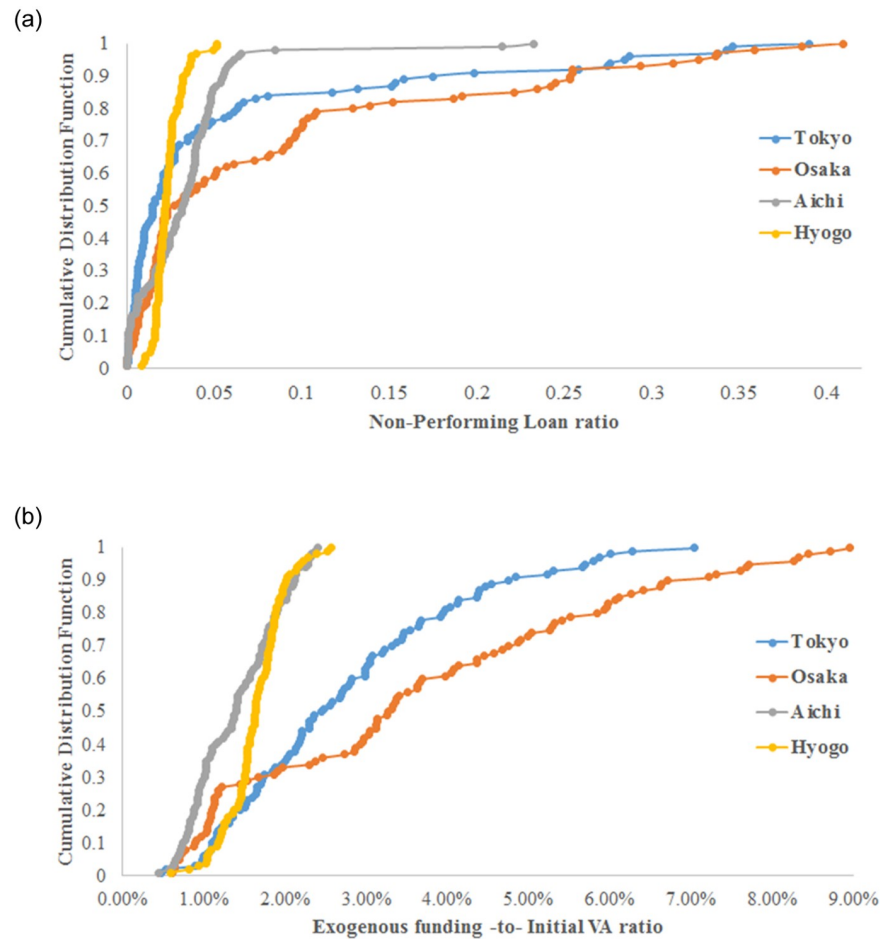 (a)
1
0.9
0.8
0.7
0.6
0.5
0.4
0.3
0.2
0.1
0
Cumulative Distribution Function
Tokyo
Osaka
Aichi
Hyogo
0 0.05 0.1 0.15 0.2 0.25 0.3 0.35 0.4
Non-Performing Loan ratio
(b)
1
0.9
0.8
0.7
0.6
0.5
0.4
0.3
0.2
0.1
0
Cumulative Distribution Function
Tokyo
Osaka
Aichi
Hyogo
0.00% 1.00% 2.00% 3.00% 4.00% 5.00% 6.00% 7.00% 8.00% 9.00%
Exogenous funding -to- Initial VA ratio